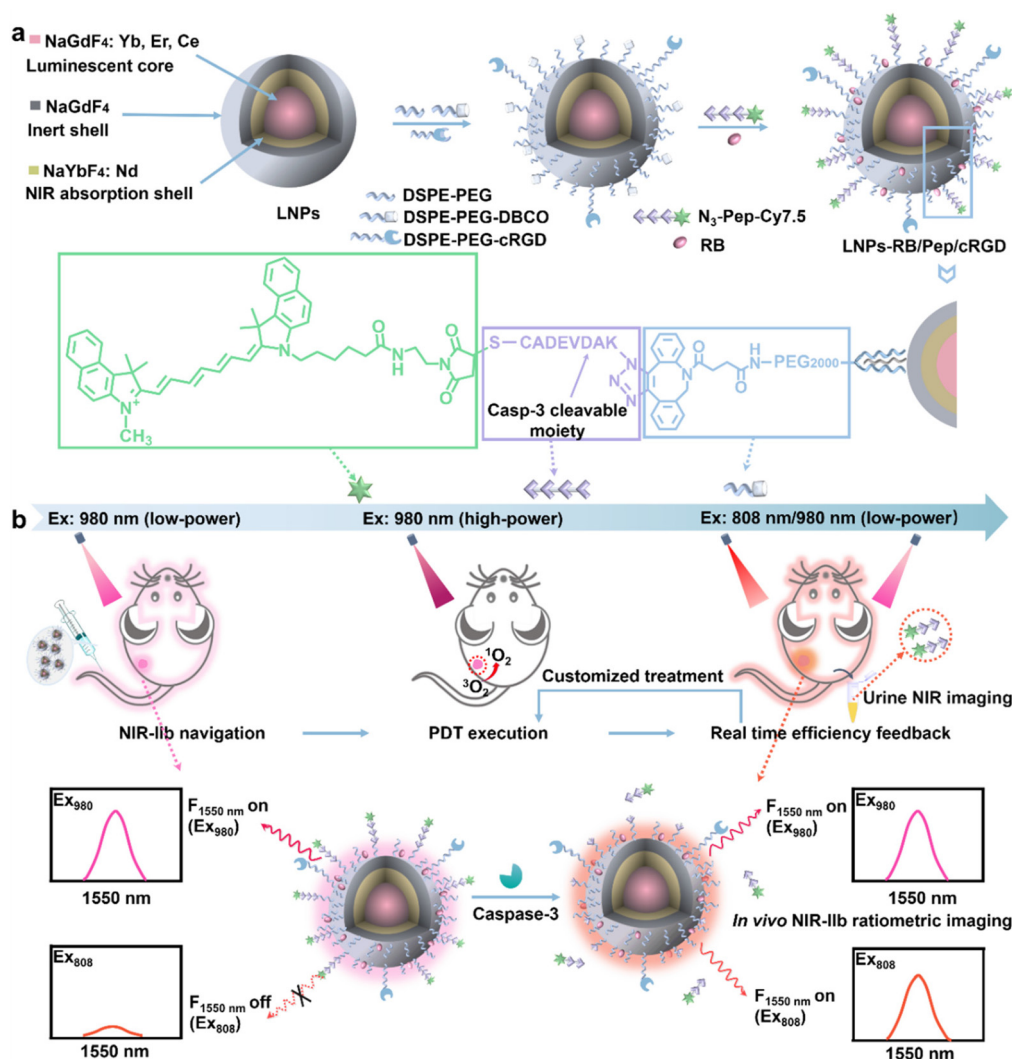 a
NaGdF₄: Yb, Er, Ce
Luminescent core
NaGdF₄
Inert shell
NaYbF₄: Nd
NIR absorption shell
LNPs
DSPE-PEG
DSPE-PEG-DBCO
DSPE-PEG-cRGD
N₃-Pep-Cy7.5
RB
LNPs-RB/Pep/cRGD
N⁺
CH₃
N
O
N
H
N
O
O
S
CADEVDAK
N
N
N
Casp-3 cleavable
moiety
N
O
O
H
N
PEG₂₀₀₀
b
Ex: 980 nm (low-power)
Ex: 980 nm (high-power)
Ex: 808 nm/980 nm (low-power)
¹O₂
³O₂
Customized treatment
Urine NIR imaging
NIR-IIb navigation
PDT execution
Real time efficiency feedback
Ex₉₈₀
1550 nm
F₁₅₅₀ ₙₘ on
(Ex₉₈₀)
Caspase-3
F₁₅₅₀ ₙₘ on
(Ex₉₈₀)
Ex₉₈₀
1550 nm
In vivo NIR-IIb ratiometric imaging
Ex₈₀₈
1550 nm
F₁₅₅₀ ₙₘ off
(Ex₈₀₈)
F₁₅₅₀ ₙₘ on
(Ex₈₀₈)
Ex₈₀₈
1550 nm